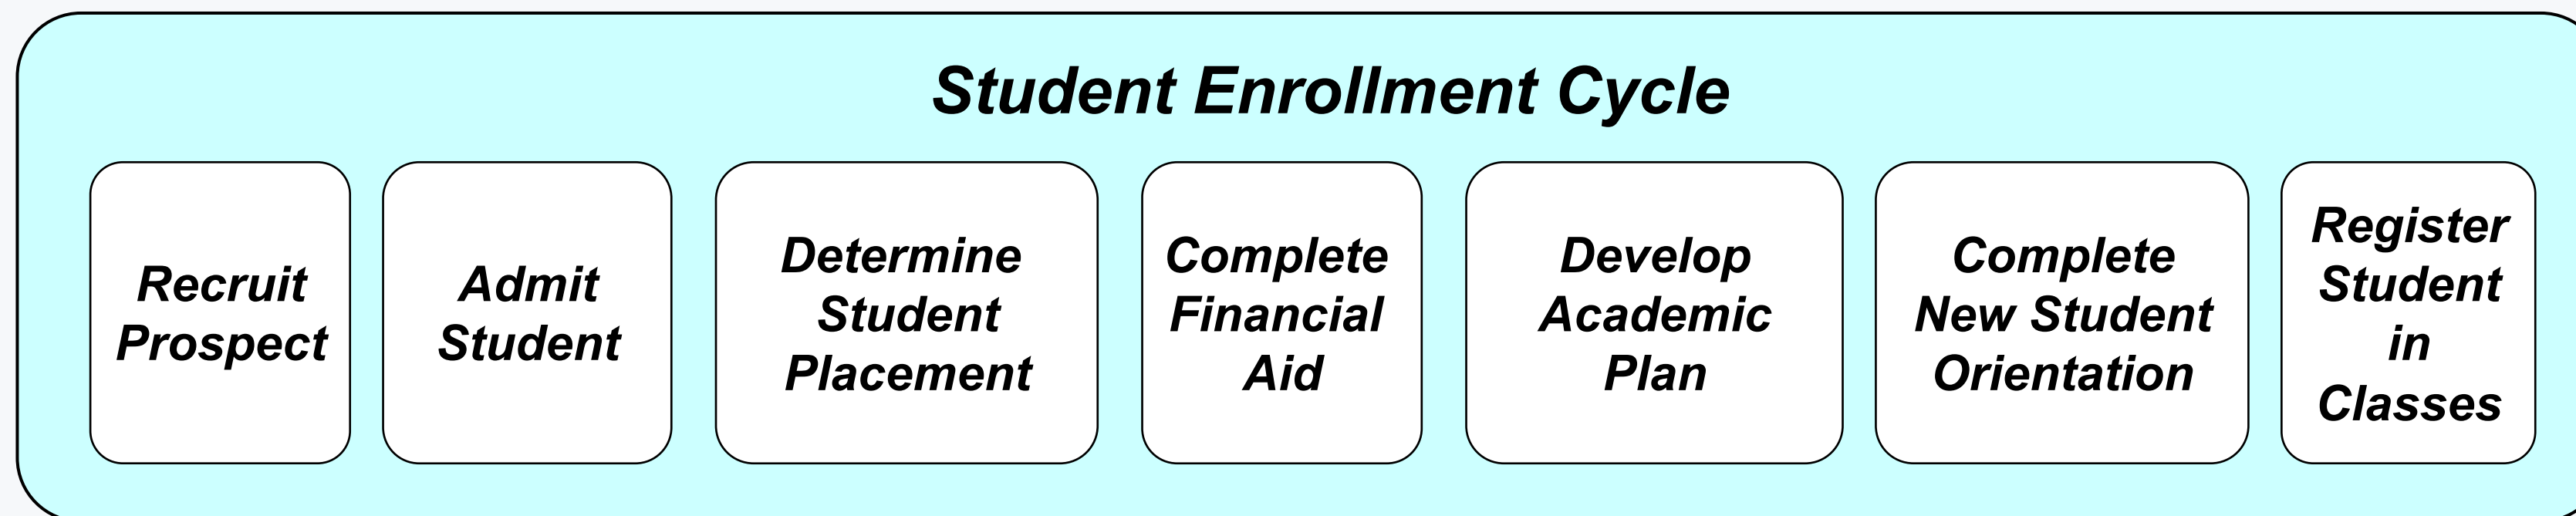 Student Enrollment Cycle
Recruit
Prospect
Admit
Student
Determine
Student
Placement
Complete
Financial
Aid
Develop
Academic
Plan
Complete
New Student
Orientation
Register
Student
in
Classes